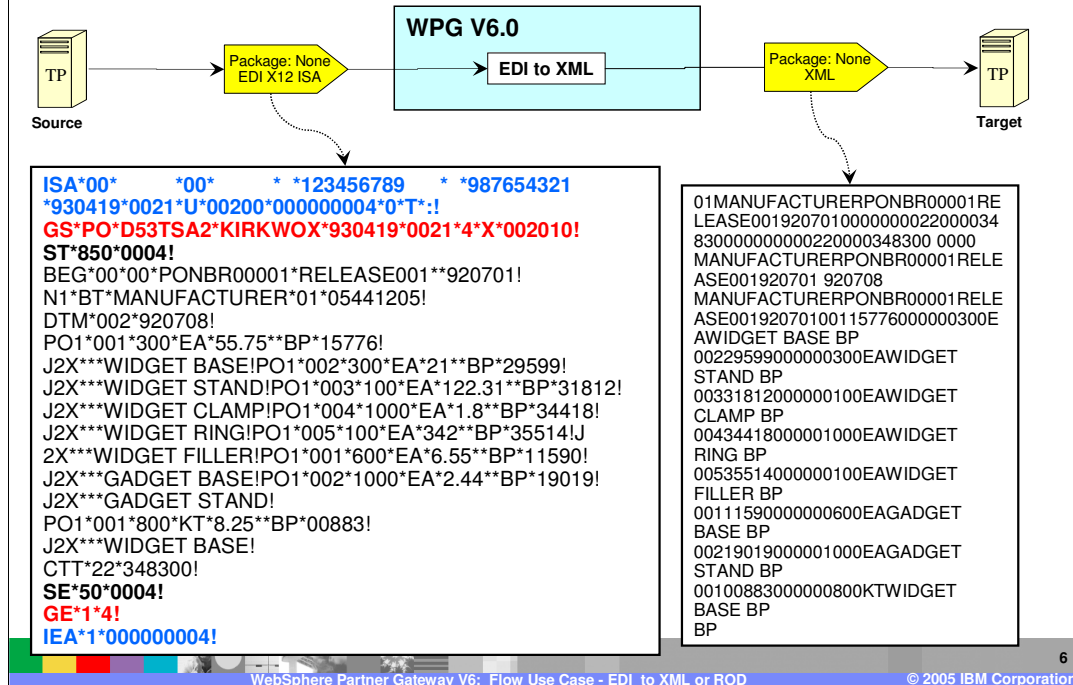 WPG V6.0
TP
Source
Package: None
EDI X12 ISA
EDI to XML
Package: None
XML
TP
Target
ISA*00* *00* * *123456789 * *987654321
*930419*0021*U*00200*000000004*0*T*:!
GS*PO*D53TSA2*KIRKWOX*930419*0021*4*X*002010!
ST*850*0004!
BEG*00*00*PONBR00001*RELEASE001**920701!
N1*BT*MANUFACTURER*01*05441205!
DTM*002*920708!
PO1*001*300*EA*55.75**BP*15776!
J2X***WIDGET BASE!PO1*002*300*EA*21**BP*29599!
J2X***WIDGET STAND!PO1*003*100*EA*122.31**BP*31812!
J2X***WIDGET CLAMP!PO1*004*1000*EA*1.8**BP*34418!
J2X***WIDGET RING!PO1*005*100*EA*342**BP*35514!J
2X***WIDGET FILLER!PO1*001*600*EA*6.55**BP*11590!
J2X***GADGET BASE!PO1*002*1000*EA*2.44**BP*19019!
J2X***GADGET STAND!
PO1*001*800*KT*8.25**BP*00883!
J2X***WIDGET BASE!
CTT*22*348300!
SE*50*0004!
GE*1*4!
IEA*1*000000004!
01MANUFACTURERPONBR00001RE
LEASE0019207010000000022000034
8300000000000220000348300 0000
MANUFACTURERPONBR00001RELE
ASE001920701 920708
MANUFACTURERPONBR00001RELE
ASE00192070100115776000000300E
AWIDGET BASE BP
00229599000000300EAWIDGET
STAND BP
00331812000000100EAWIDGET
CLAMP BP
00434418000001000EAWIDGET
RING BP
00535514000000100EAWIDGET
FILLER BP
00111590000000600EAGADGET
BASE BP
00219019000001000EAGADGET
STAND BP
00100883000000800KTWIDGET
BASE BP
BP
6
WebSphere Partner Gateway V6: Flow Use Case - EDI to XML or ROD
© 2005 IBM Corporation